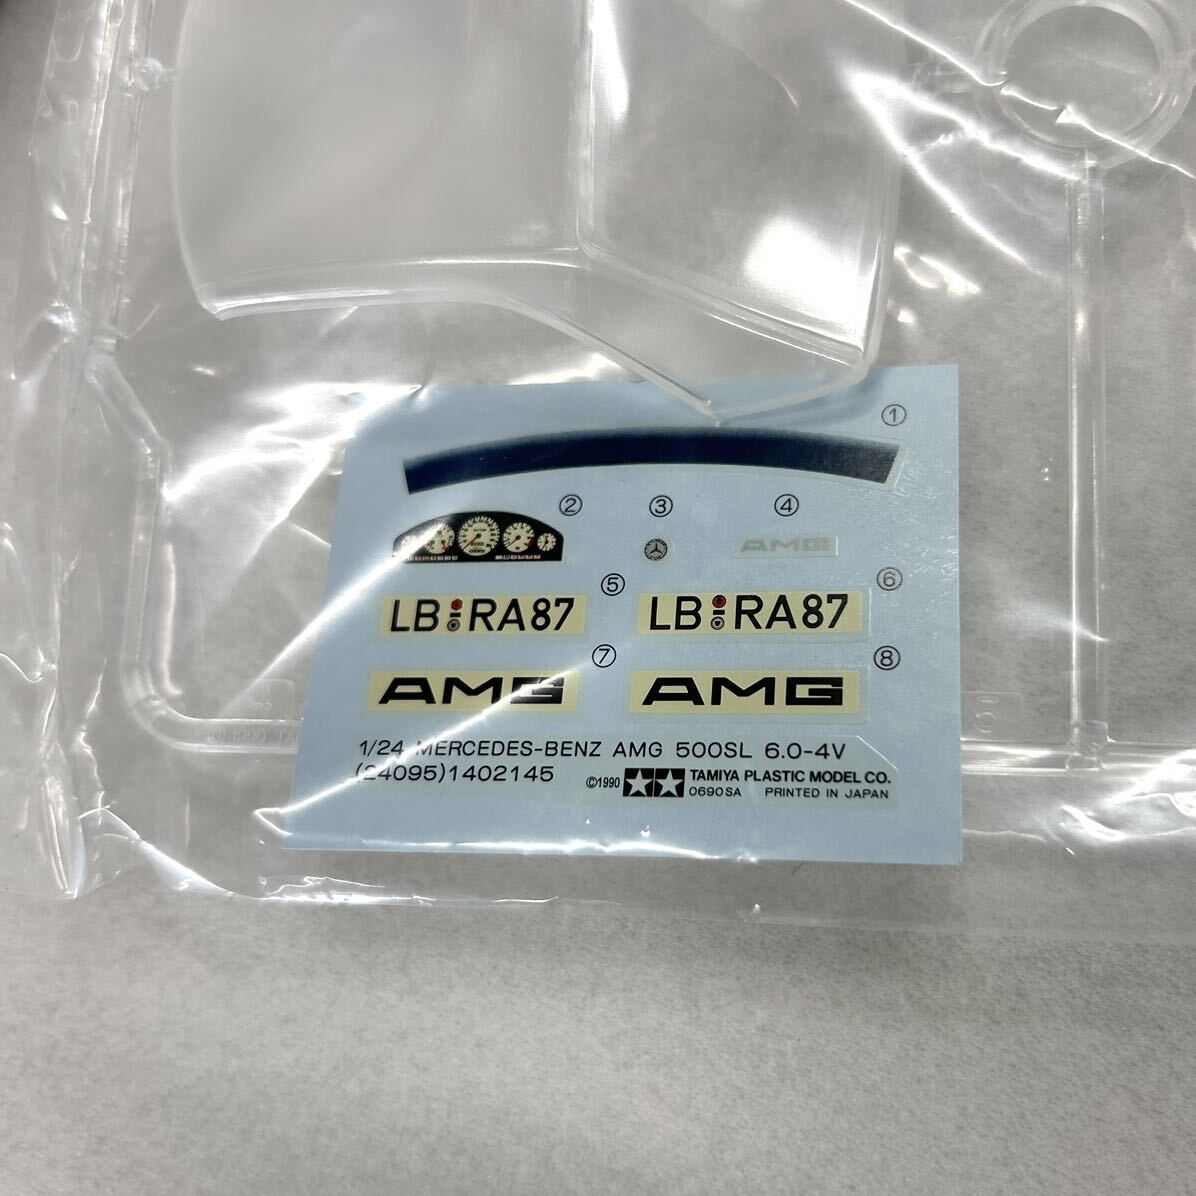 ①
② ③ ④
AMG
⑤ ⑥
LB RA87 LB RA87
⑦ ⑧
AMG AMG
1/24 MERCEDES-BENZ AMG 500SL 6.0-4V
(24095)1402145 ©1990 TAMIYA PLASTIC MODEL CO.
0690SA PRINTED IN JAPAN